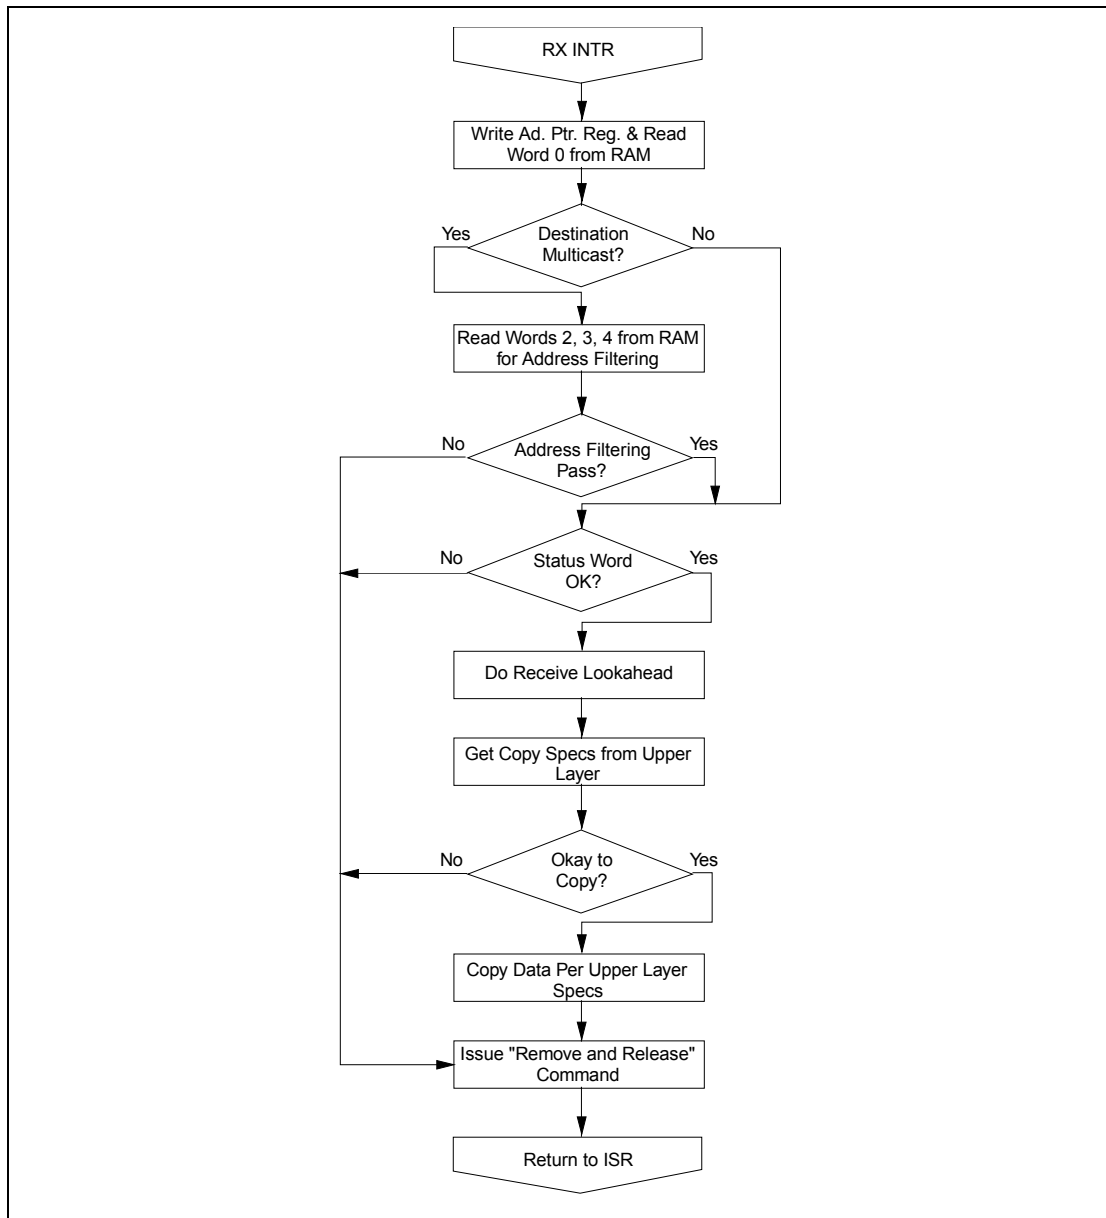 RX INTR
Write Ad. Ptr. Reg. & Read
Word 0 from RAM
Yes
Destination
Multicast?
No
Read Words 2, 3, 4 from RAM
for Address Filtering
No
Address Filtering
Pass?
Yes
No
Status Word
OK?
Yes
Do Receive Lookahead
Get Copy Specs from Upper
Layer
No
Okay to
Copy?
Yes
Copy Data Per Upper Layer
Specs
Issue "Remove and Release"
Command
Return to ISR